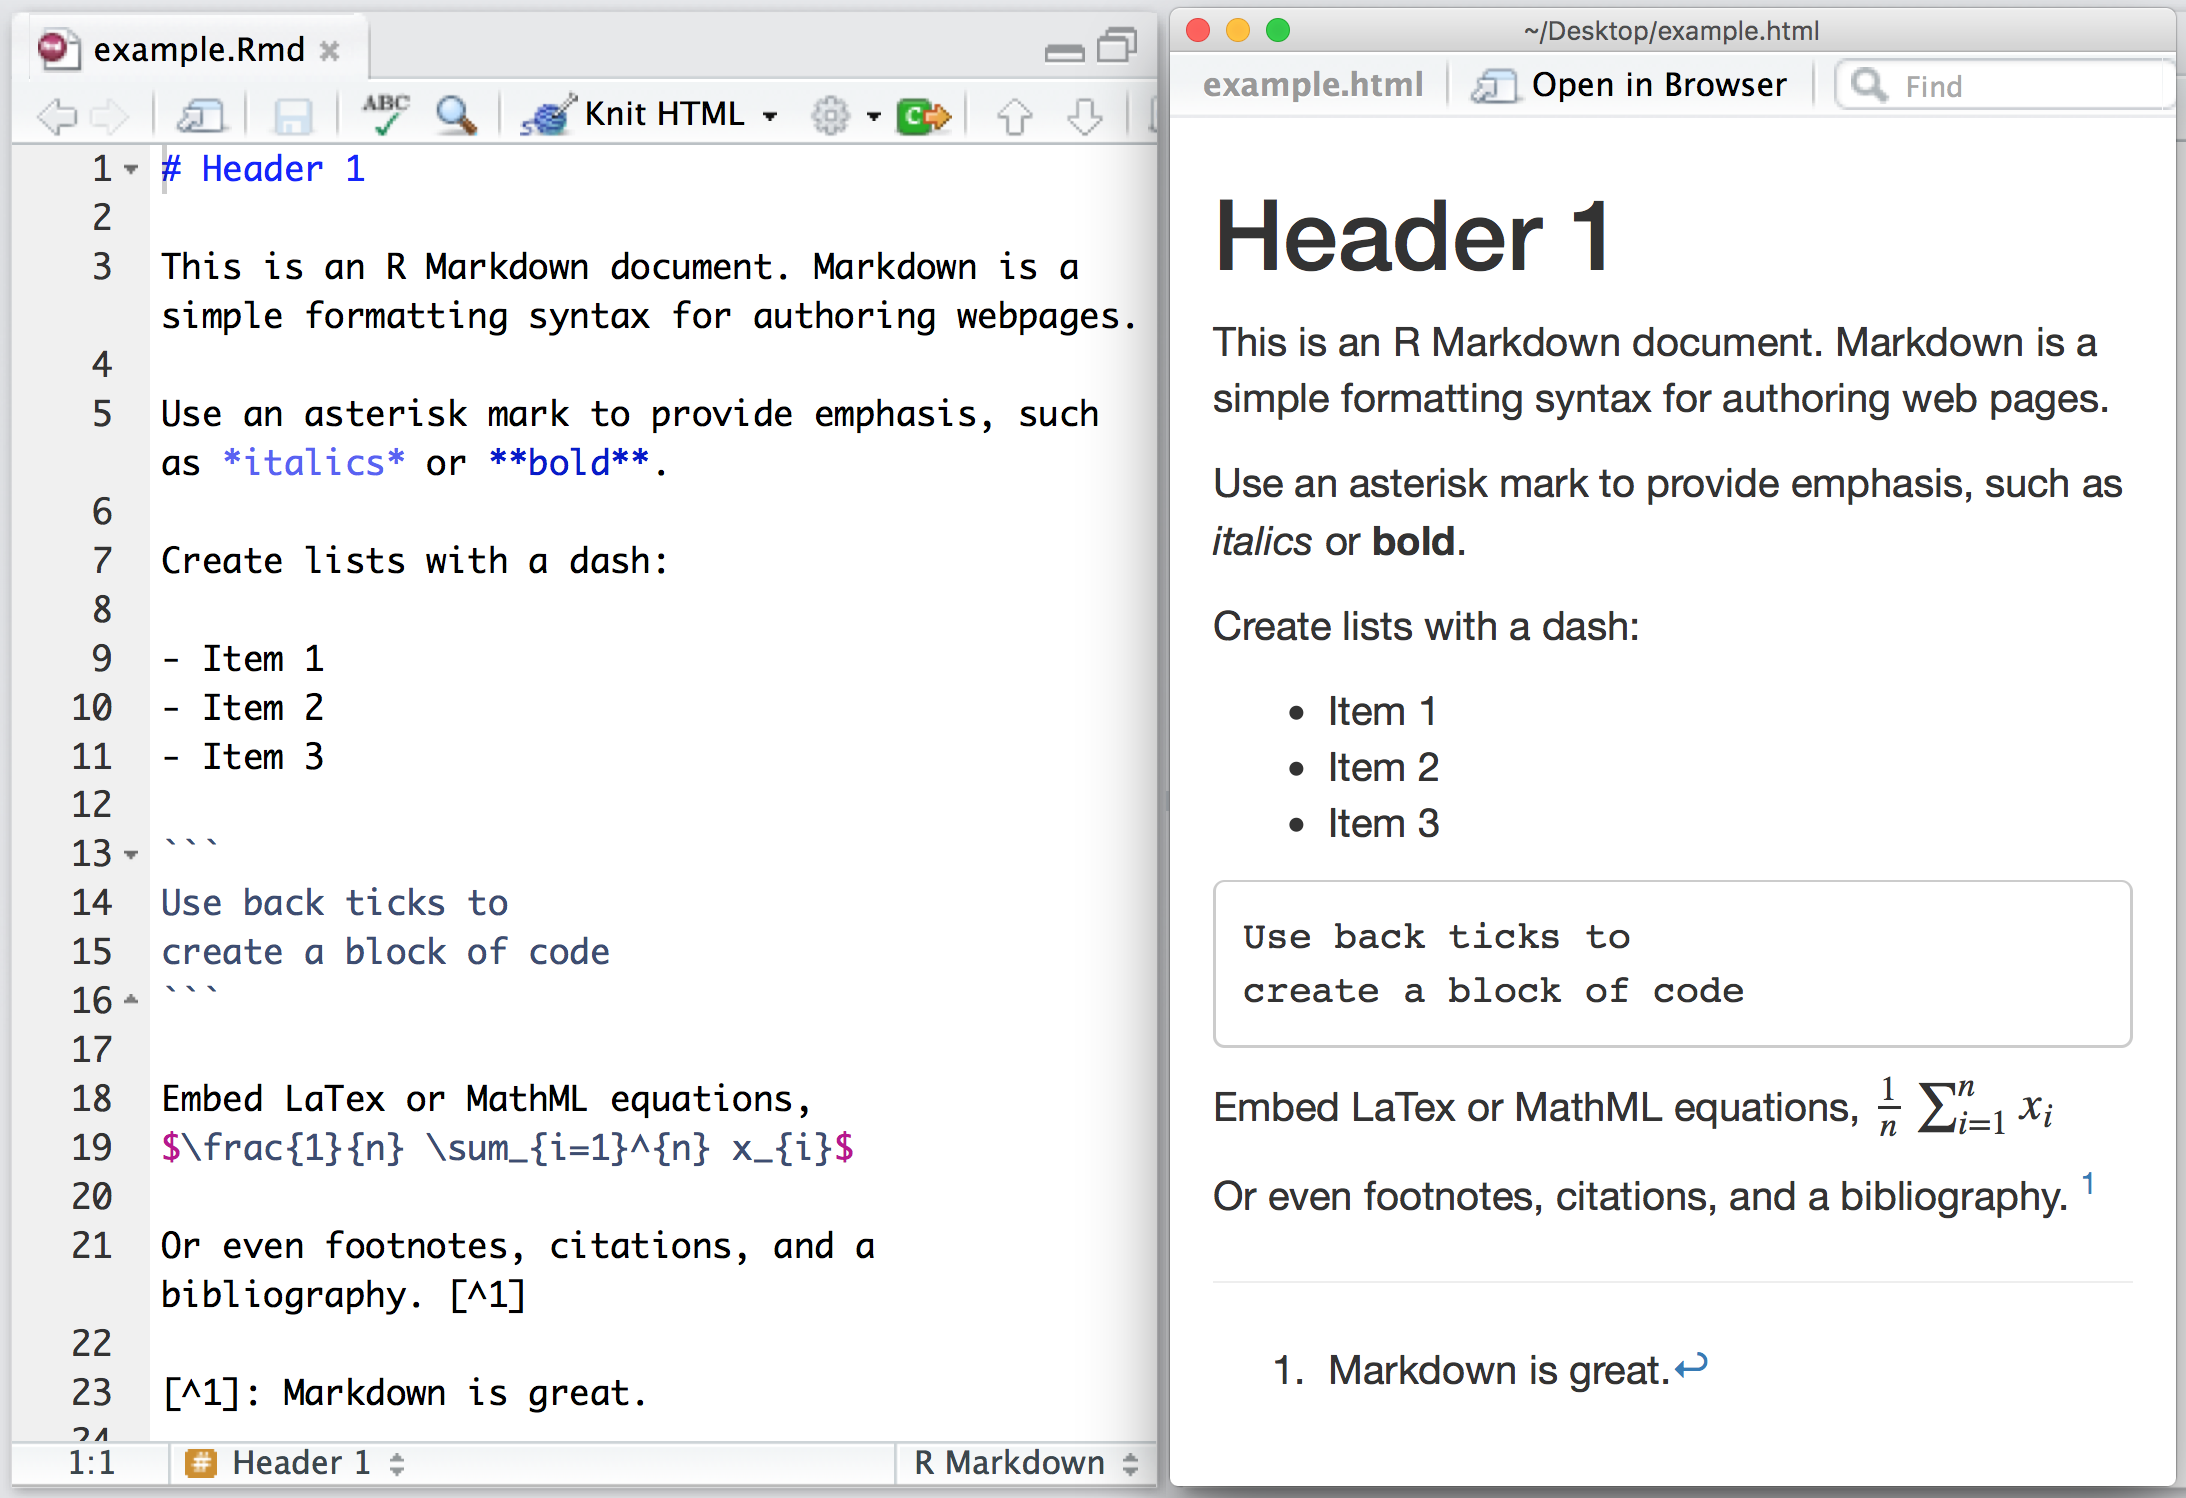 example.Rmd
ABC
Knit HTML
1 # Header 1
2
3 This is an R Markdown document. Markdown is a
simple formatting syntax for authoring webpages.
4
5 Use an asterisk mark to provide emphasis, such
as *italics* or **bold**.
6
7 Create lists with a dash:
8
9 - Item 1
10 - Item 2
11 - Item 3
12
13 ```
14 Use back ticks to
15 create a block of code
16 ```
17
18 Embed LaTex or MathML equations,
19 $\frac{1}{n} \sum_{i=1}^{n} x_{i}$
20
21 Or even footnotes, citations, and a
bibliography. [^1]
22
23 [^1]: Markdown is great.
24
1:1 # Header 1 R Markdown
~/Desktop/example.html
example.html Open in Browser Find
Header 1
This is an R Markdown document. Markdown is a
simple formatting syntax for authoring web pages.
Use an asterisk mark to provide emphasis, such as
italics or bold.
Create lists with a dash:
• Item 1
• Item 2
• Item 3
Use back ticks to
create a block of code
Embed LaTex or MathML equations, $\frac{1}{n} \sum_{i=1}^{n} x_i$
Or even footnotes, citations, and a bibliography. 1
1. Markdown is great.↩